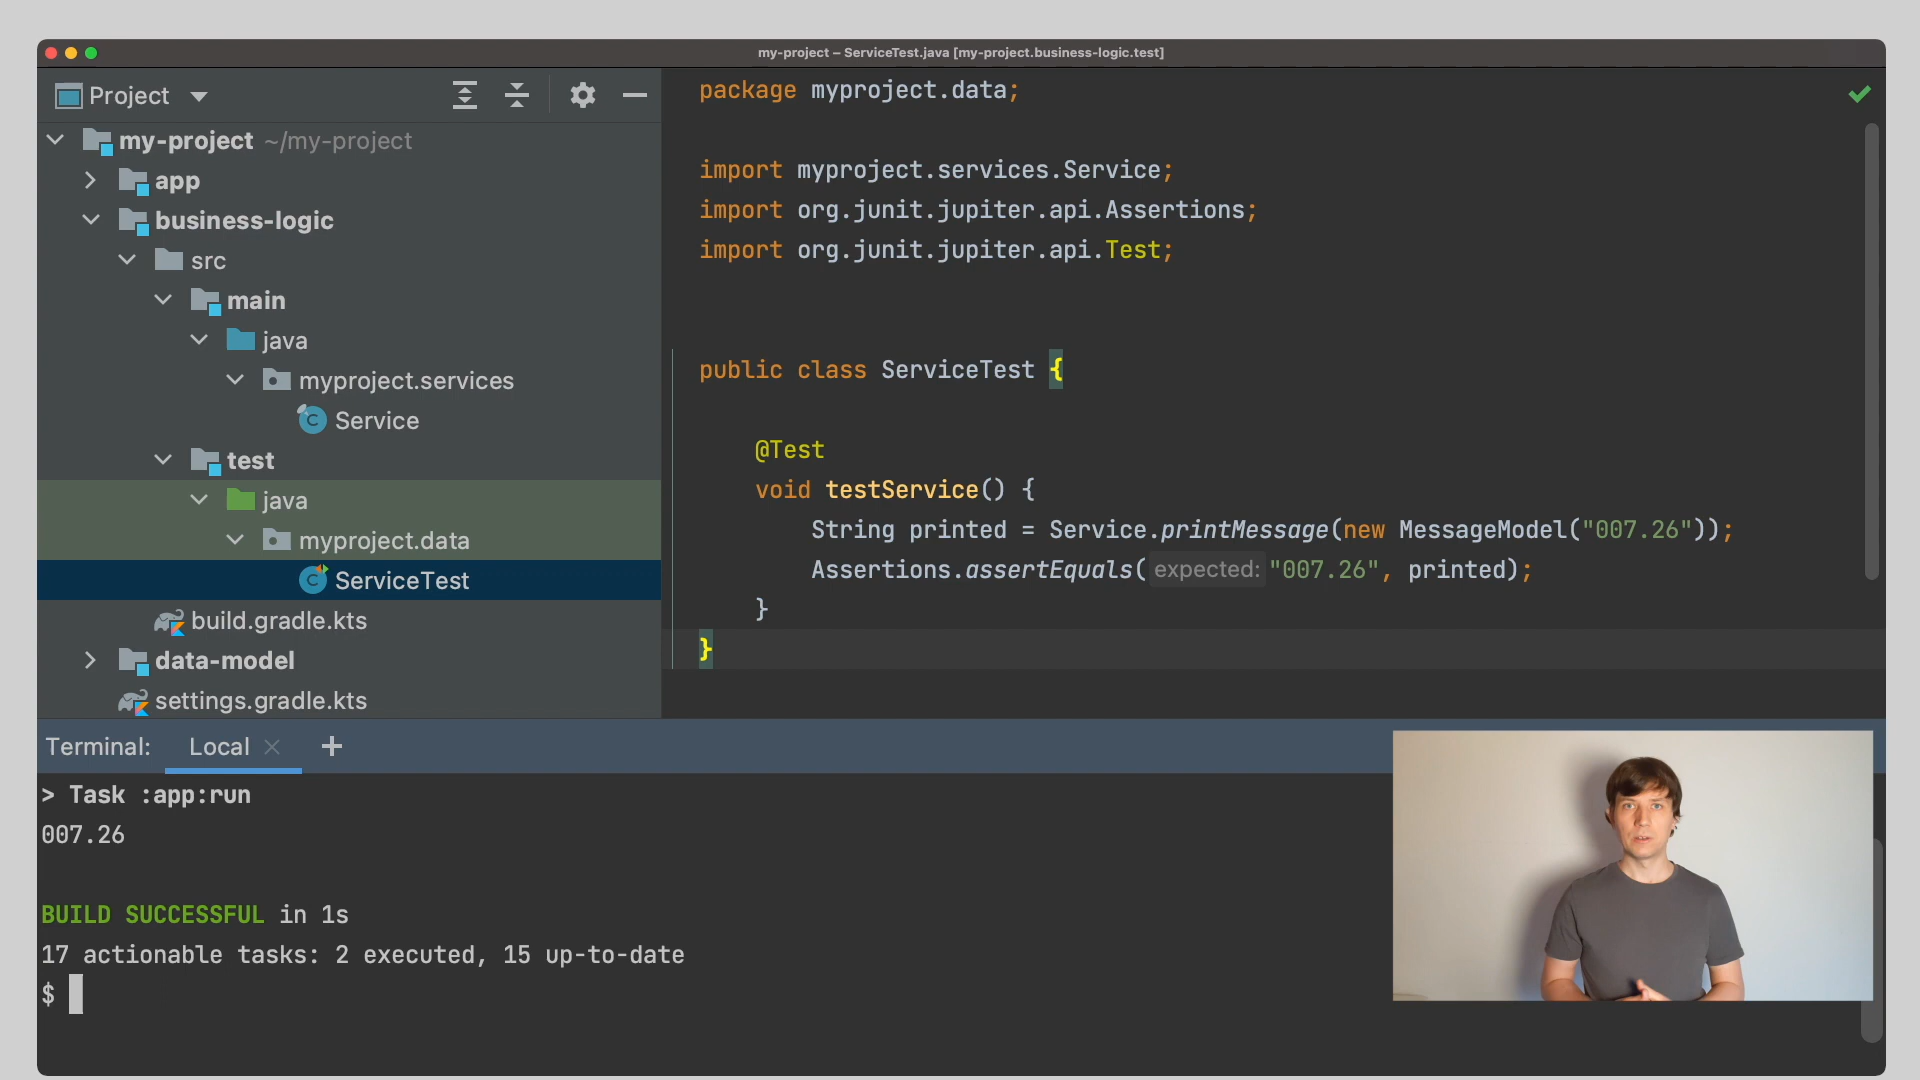 my-project – ServiceTest.java [my-project.business-logic.test]
Project
my-project ~/my-project
app
business-logic
src
main
java
myproject.services
Service
test
java
myproject.data
ServiceTest
build.gradle.kts
data-model
settings.gradle.kts
package myproject.data;
import myproject.services.Service;
import org.junit.jupiter.api.Assertions;
import org.junit.jupiter.api.Test;
public class ServiceTest {
@Test
void testService() {
String printed = Service.printMessage(new MessageModel("007.26"));
Assertions.assertEquals( expected: "007.26", printed);
}
}
Terminal: Local
> Task :app:run
007.26
BUILD SUCCESSFUL in 1s
17 actionable tasks: 2 executed, 15 up-to-date
$